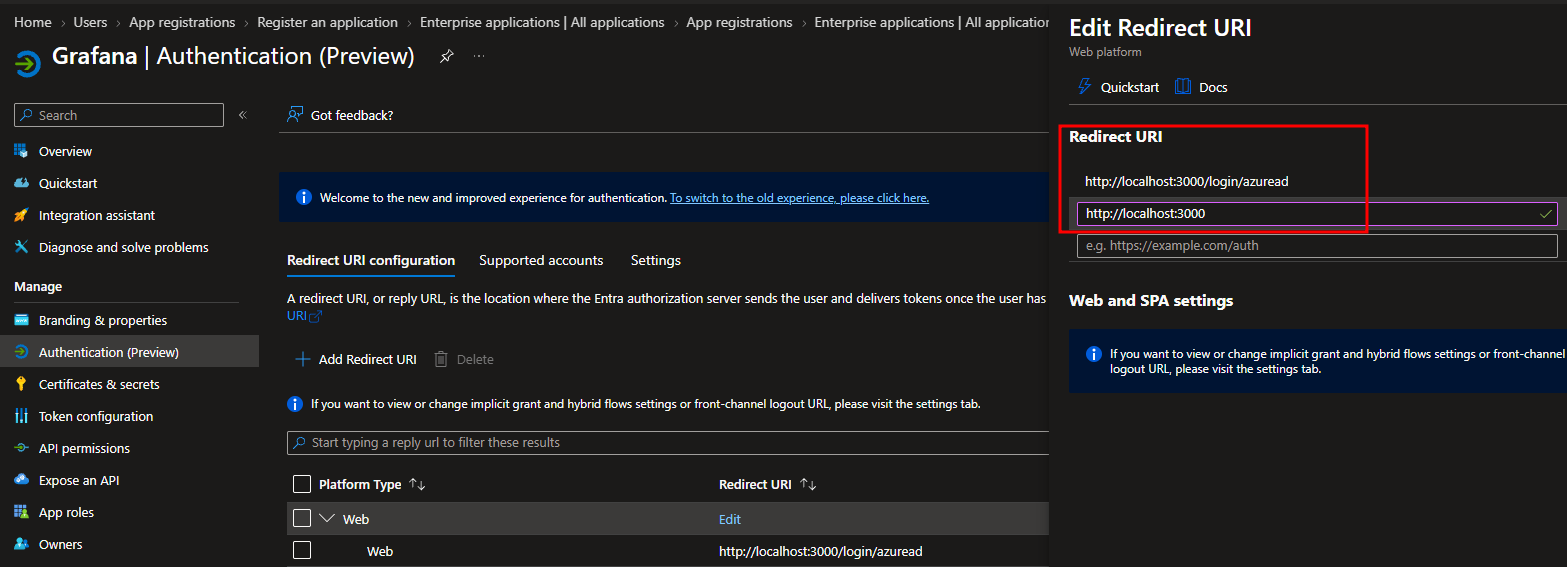 Home > Users > App registrations > Register an application > Enterprise applications | All applications > App registrations > Enterprise applications | All application
Grafana | Authentication (Preview) ...
Search «
Overview
Quickstart
Integration assistant
Diagnose and solve problems
Manage
Branding & properties
Authentication (Preview)
Certificates & secrets
Token configuration
API permissions
Expose an API
App roles
Owners
Got feedback?
Welcome to the new and improved experience for authentication. To switch to the old experience, please click here.
Redirect URI configuration Supported accounts Settings
A redirect URI, or reply URL, is the location where the Entra authorization server sends the user and delivers tokens once the user has
URI
Add Redirect URI Delete
If you want to view or change implicit grant and hybrid flows settings or front-channel logout URL, please visit the settings tab.
Start typing a reply url to filter these results
Platform Type ↑↓ Redirect URI ↑↓
Web Edit
Web http://localhost:3000/login/azuread
Edit Redirect URI
Web platform
Quickstart Docs
Redirect URI
http://localhost:3000/login/azuread
http://localhost:3000
e.g. https://example.com/auth
Web and SPA settings
If you want to view or change implicit grant and hybrid flows settings or front-channel
logout URL, please visit the settings tab.